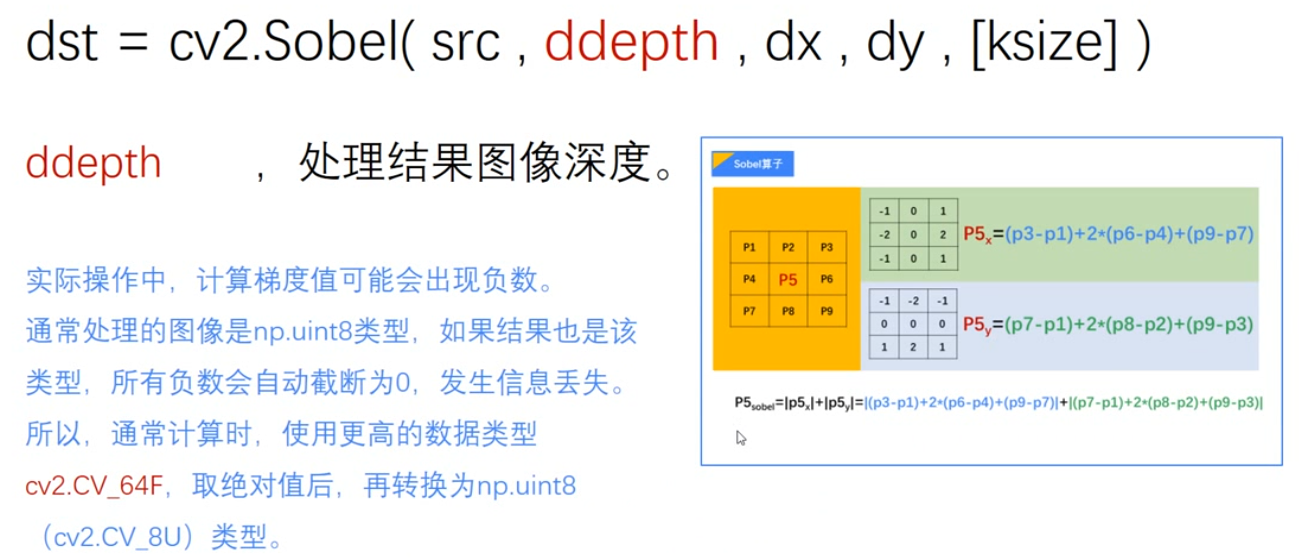 dst = cv2.Sobel( src , ddepth , dx , dy , [ksize] )
ddepth ，处理结果图像深度。
实际操作中，计算梯度值可能会出现负数。
通常处理的图像是np.uint8类型，如果结果也是该
类型，所有负数会自动截断为0，发生信息丢失。
所以，通常计算时，使用更高的数据类型
cv2.CV_64F，取绝对值后，再转换为np.uint8
（cv2.CV_8U）类型。
Sobel算子
P1 P2 P3
P4 P5 P6
P7 P8 P9
-1 0 1
-2 0 2
-1 0 1
P5x=(p3-p1)+2*(p6-p4)+(p9-p7)
-1 -2 -1
0 0 0
1 2 1
P5y=(p7-p1)+2*(p8-p2)+(p9-p3)
P5sobel=|p5x|+|p5y|=|(p3-p1)+2*(p6-p4)+(p9-p7)|+|(p7-p1)+2*(p8-p2)+(p9-p3)|